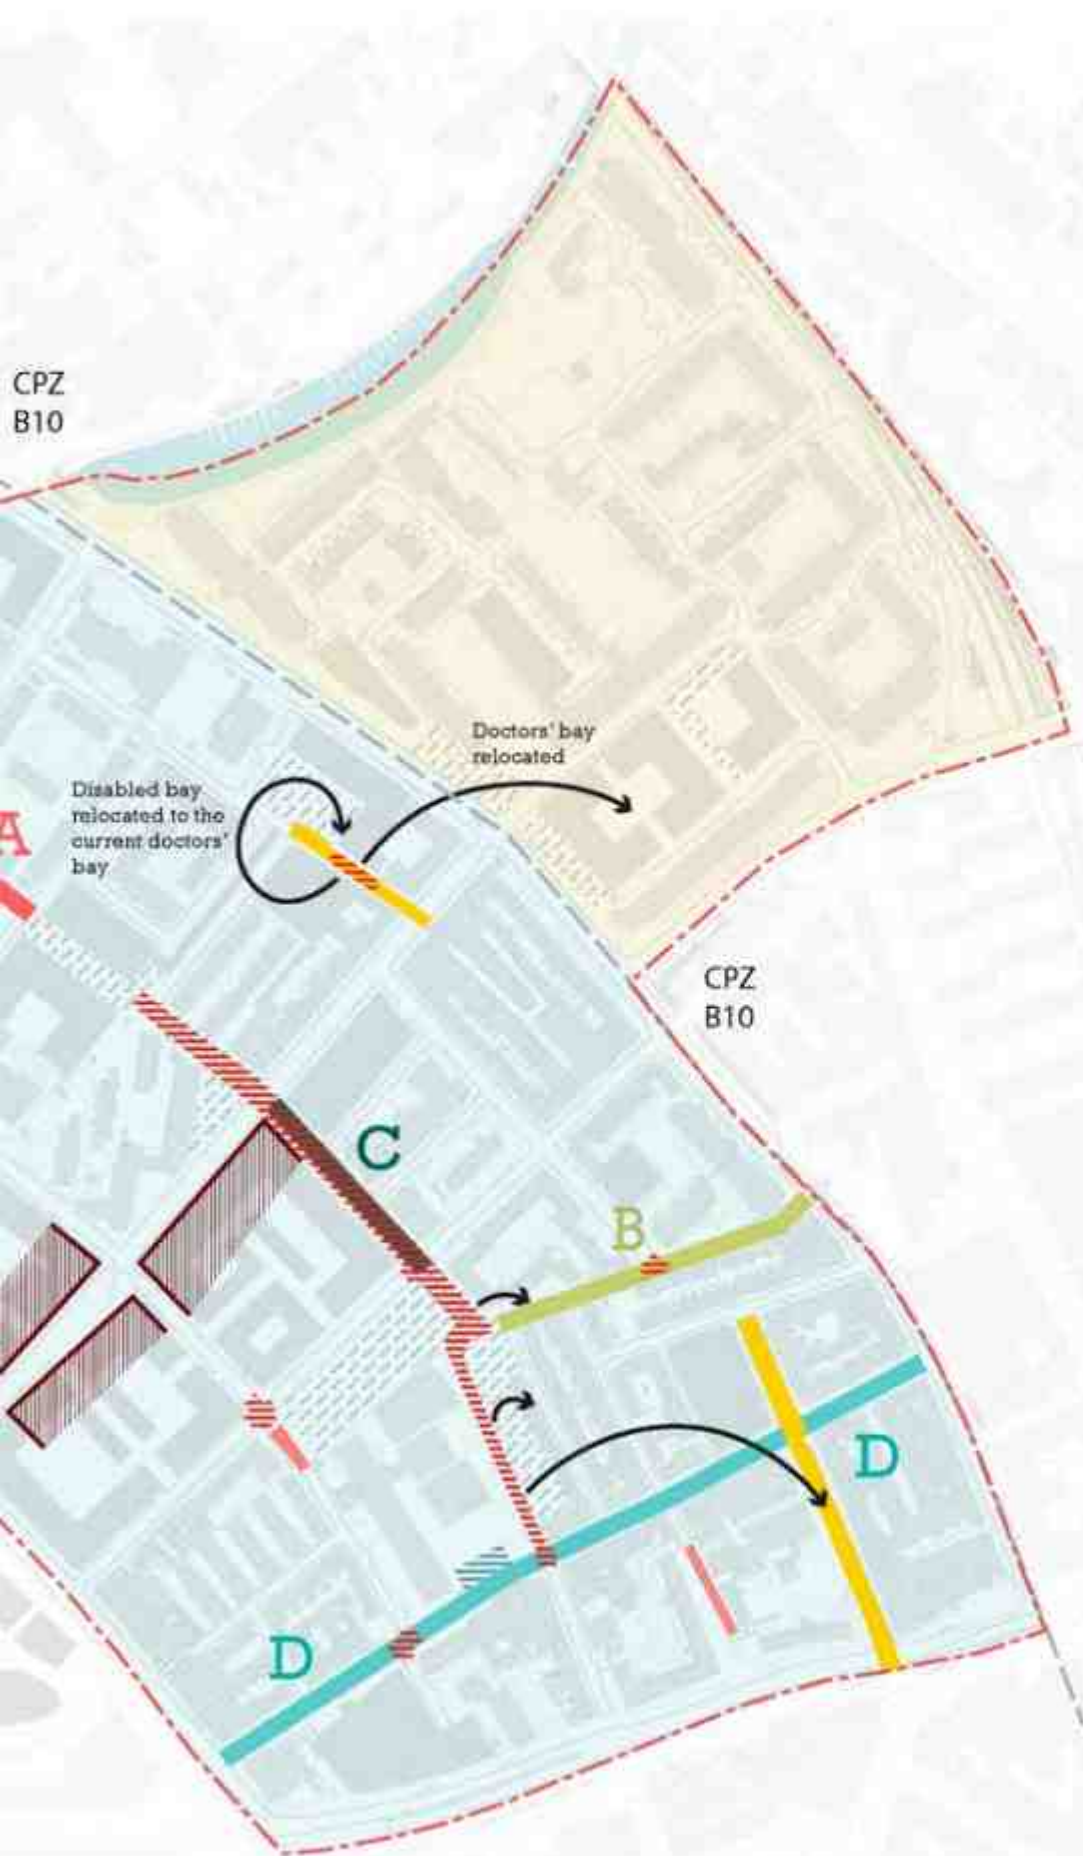 CPZ
B10
Doctors' bay
relocated
Disabled bay
relocated to the
current doctors'
bay
A
CPZ
B10
C
B
D
D